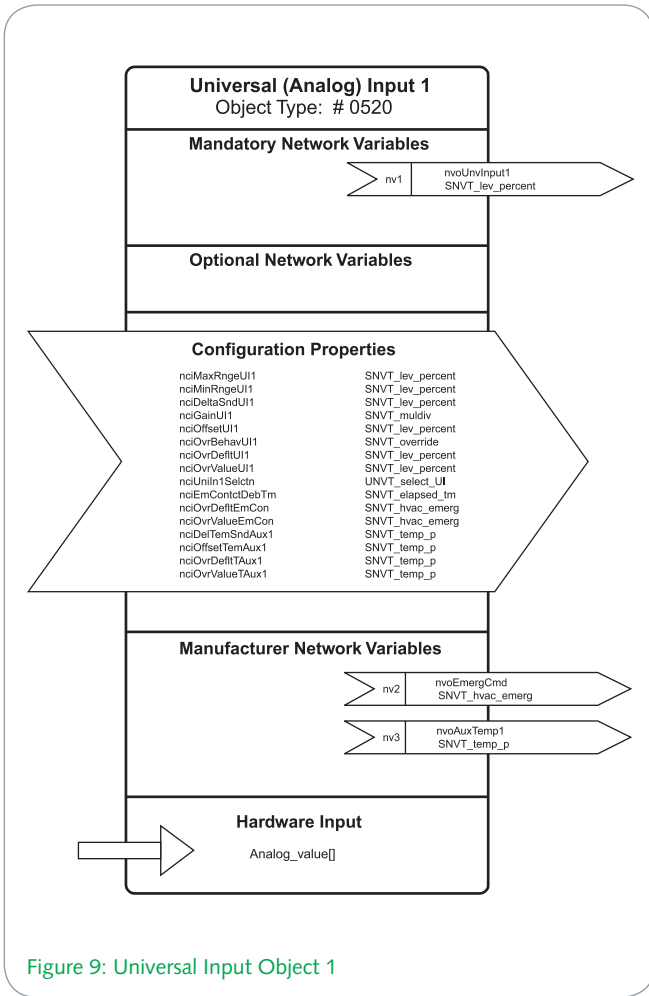 Universal (Analog) Input 1
Object Type: # 0520
Mandatory Network Variables
nv1 nvoUnvInput1
SNVT_lev_percent
Optional Network Variables
Configuration Properties
nciMaxRngeUI1 SNVT_lev_percent
nciMinRngeUI1 SNVT_lev_percent
nciDeltaSndUI1 SNVT_lev_percent
nciGainUI1 SNVT_muldiv
nciOffsetUI1 SNVT_lev_percent
nciOvrBehavUI1 SNVT_override
nciOvrDefltUI1 SNVT_lev_percent
nciOvrValueUI1 SNVT_lev_percent
nciUniIn1Selctn UNVT_select_UI
nciEmContctDebTm SNVT_elapsed_tm
nciOvrDefltEmCon SNVT_hvac_emerg
nciOvrValueEmCon SNVT_hvac_emerg
nciDelTemSndAux1 SNVT_temp_p
nciOffsetTemAux1 SNVT_temp_p
nciOvrDefltTAux1 SNVT_temp_p
nciOvrValueTAux1 SNVT_temp_p
Manufacturer Network Variables
nv2 nvoEmergCmd
SNVT_hvac_emerg
nv3 nvoAuxTemp1
SNVT_temp_p
Hardware Input
Analog_value[]
Figure 9: Universal Input Object 1